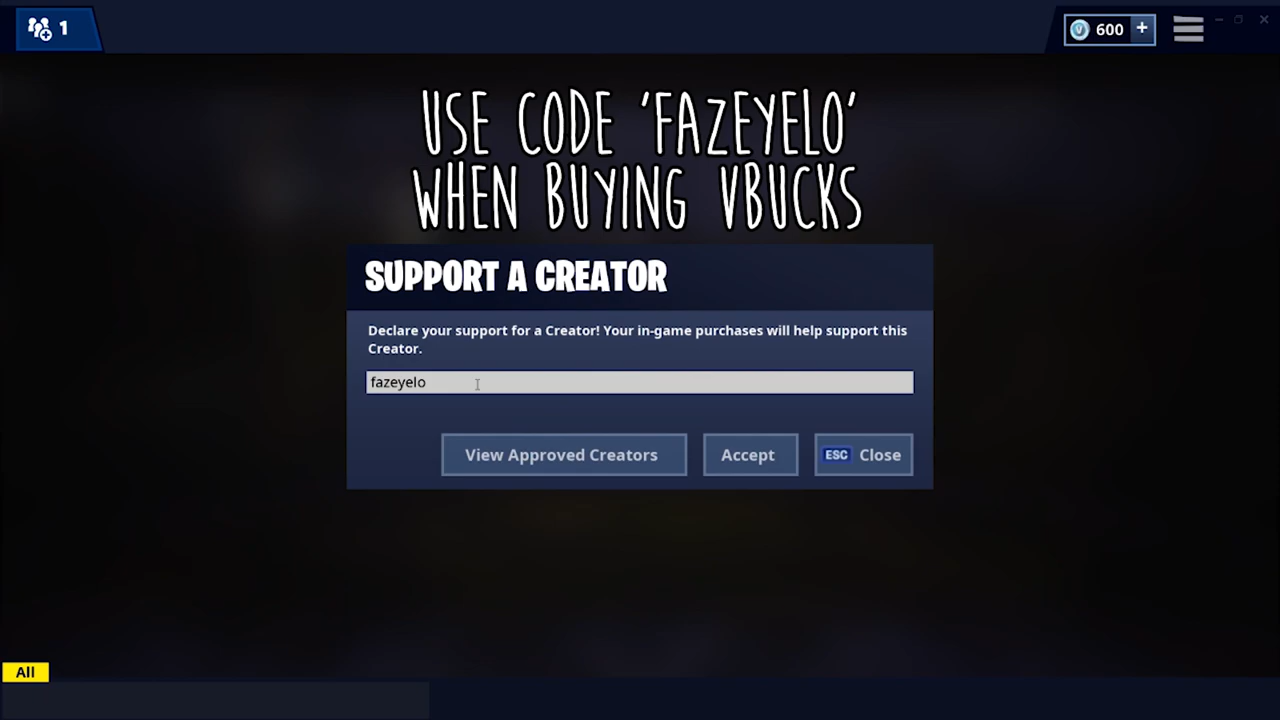 1
600 +
USE CODE 'FAZEYELO'
WHEN BUYING VBUCKS
SUPPORT A CREATOR
Declare your support for a Creator! Your in-game purchases will help support this
Creator.
fazeyelo
View Approved Creators
Accept
ESC Close
All